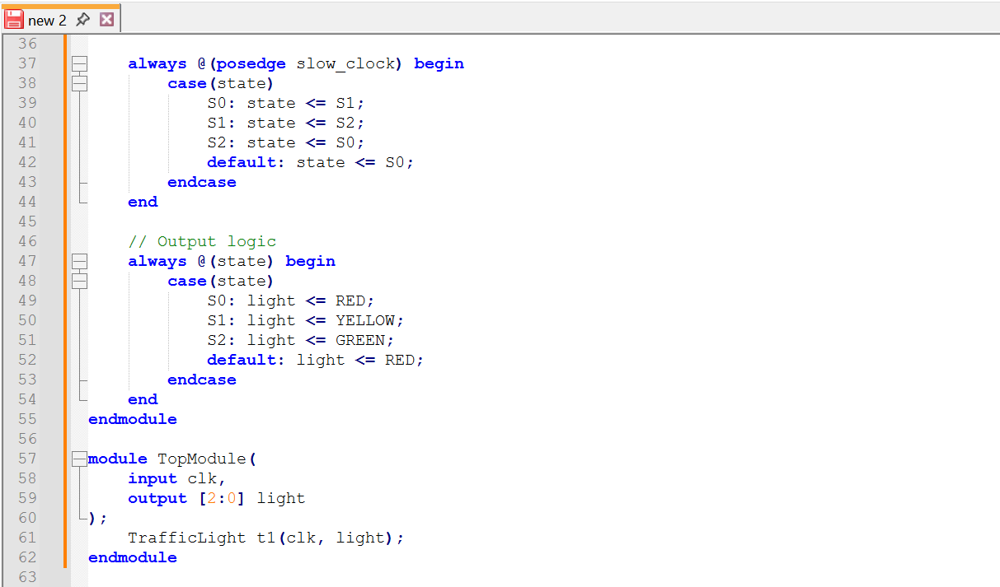 new 2
36
37     always @(posedge slow_clock) begin
38         case(state)
39             S0: state <= S1;
40             S1: state <= S2;
41             S2: state <= S0;
42             default: state <= S0;
43         endcase
44     end
45
46     // Output logic
47     always @(state) begin
48         case(state)
49             S0: light <= RED;
50             S1: light <= YELLOW;
51             S2: light <= GREEN;
52             default: light <= RED;
53         endcase
54     end
55 endmodule
56
57 module TopModule(
58     input clk,
59     output [2:0] light
60 );
61     TrafficLight t1(clk, light);
62 endmodule
63